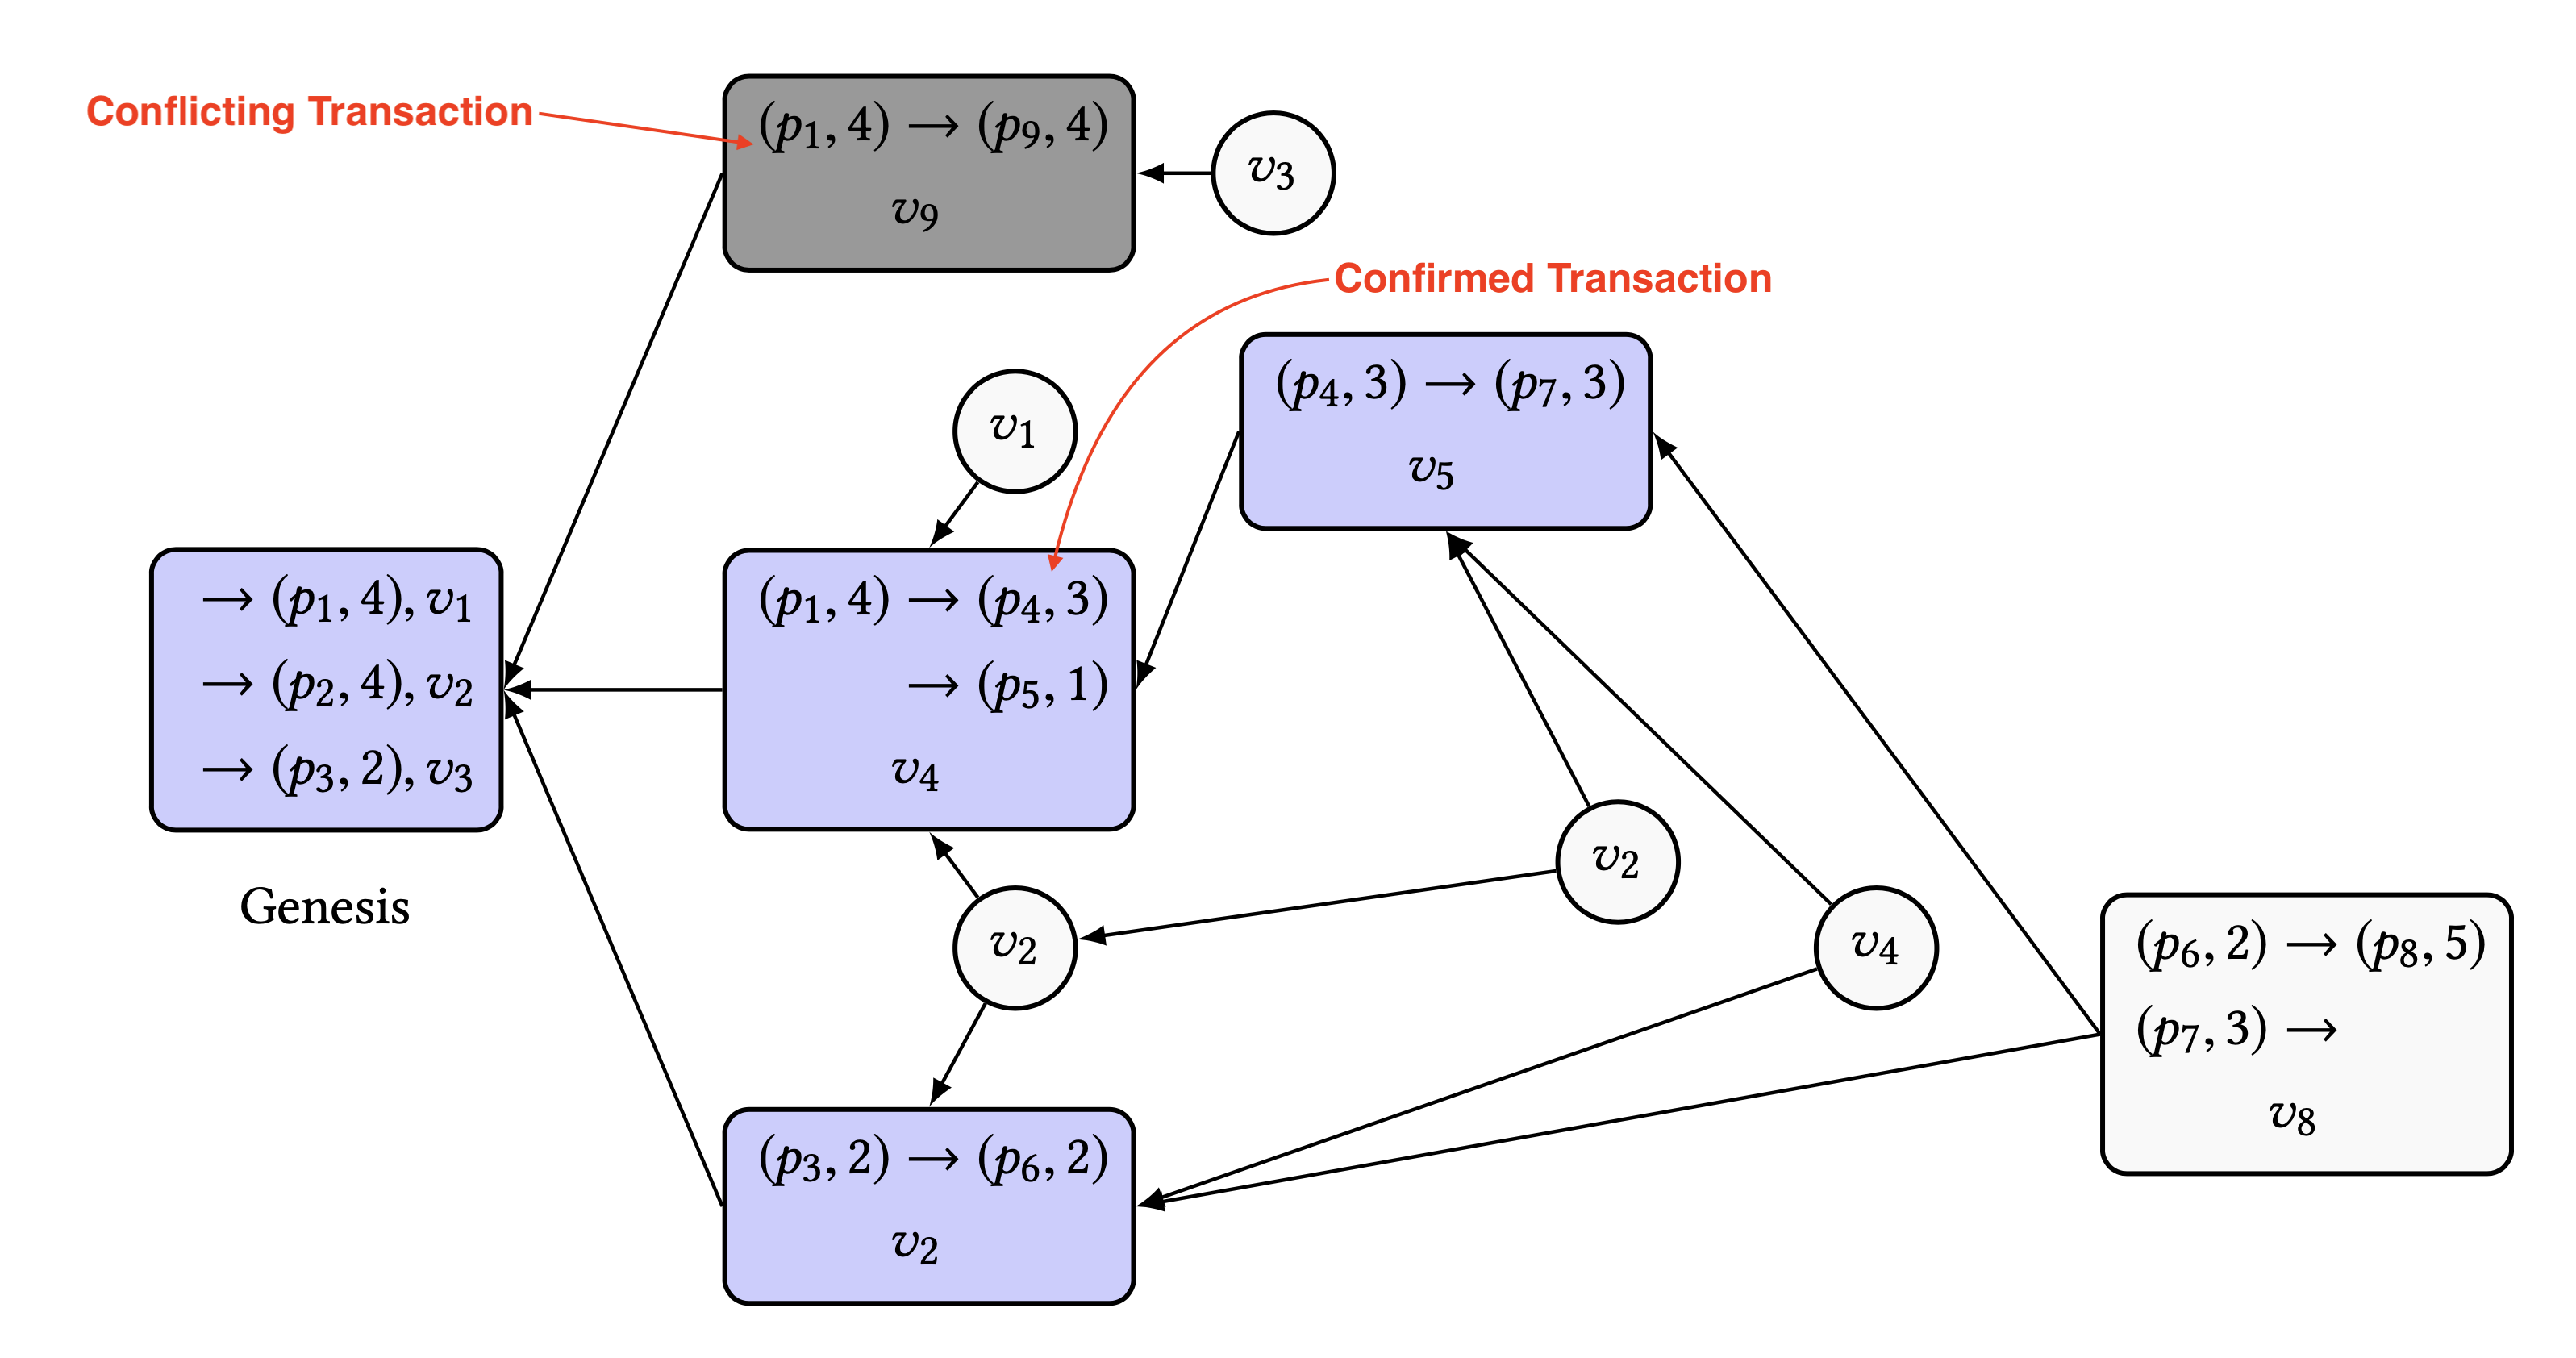 Conflicting Transaction
(p₁, 4) → (p₉, 4)
v₉
v₃
Confirmed Transaction
(p₄, 3) → (p₇, 3)
v₅
v₁
→ (p₁, 4), v₁
→ (p₂, 4), v₂
→ (p₃, 2), v₃
Genesis
(p₁, 4) → (p₄, 3)
→ (p₅, 1)
v₄
v₂
v₂
v₄
(p₆, 2) → (p₈, 5)
(p₇, 3) →
v₈
(p₃, 2) → (p₆, 2)
v₂